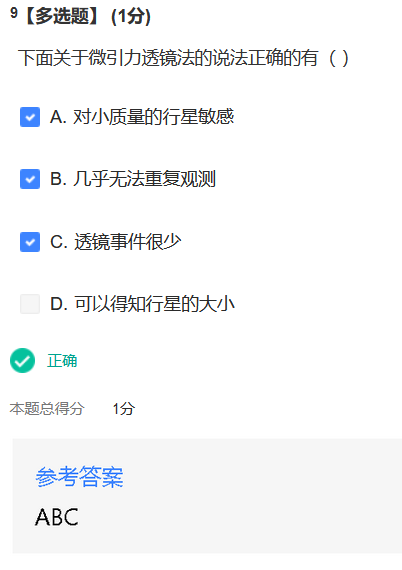 9【多选题】 (1分)
下面关于微引力透镜法的说法正确的有（ ）
A. 对小质量的行星敏感
B. 几乎无法重复观测
C. 透镜事件很少
D. 可以得知行星的大小
正确
本题总得分 1分
参考答案
ABC